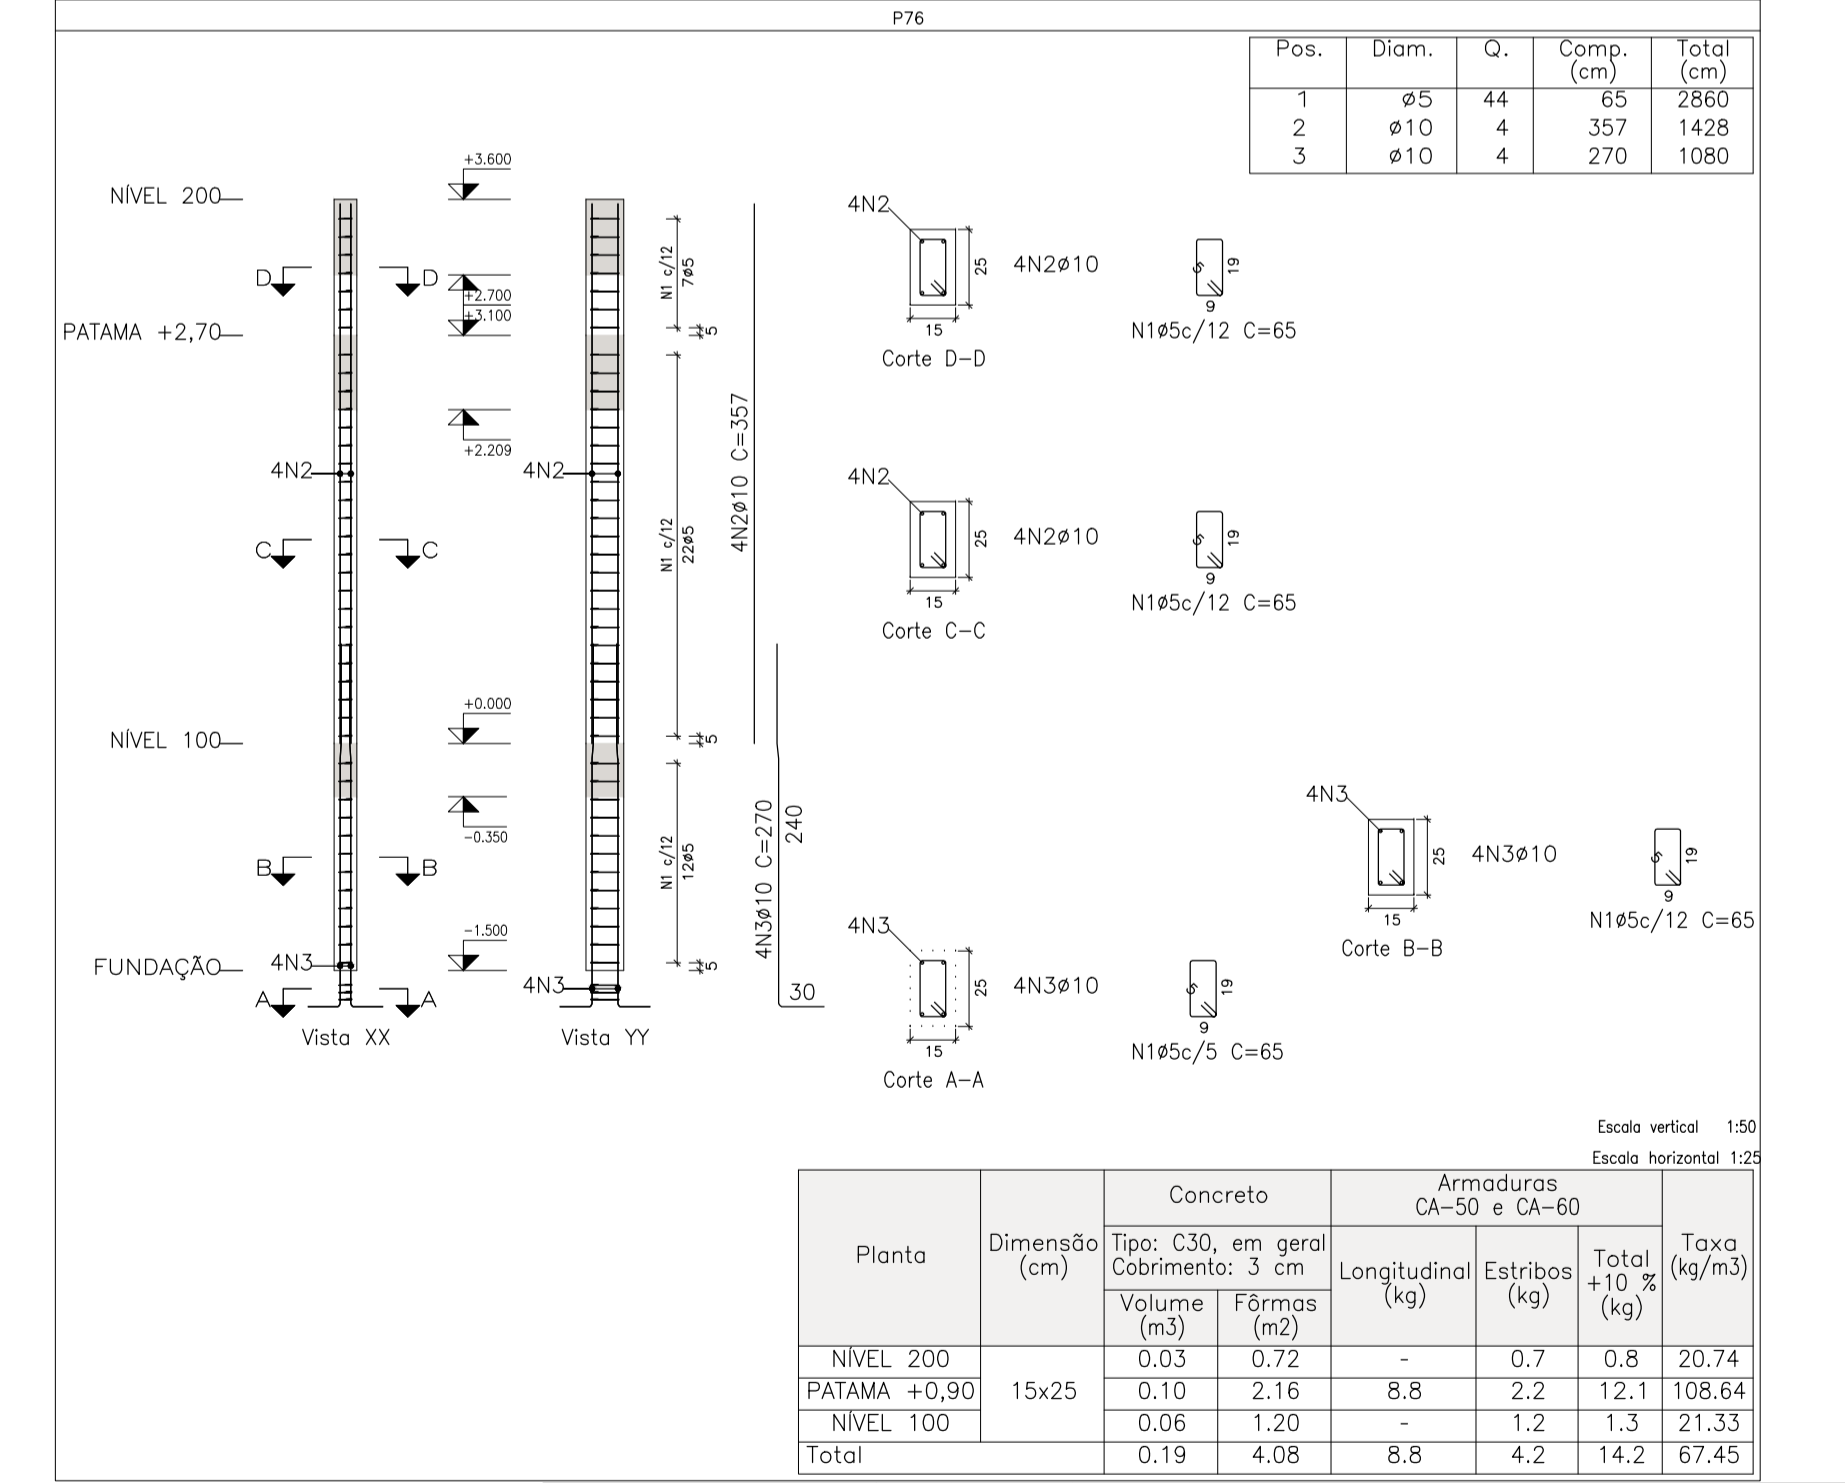 P76
Pos. Diam. Q. Comp. (cm) Total (cm)
1 ø5 44 65 2860
2 ø10 4 357 1428
3 ø10 4 270 1080
NÍVEL 200
+3.600
D D
+2.700
+3.100
PATAMA +2,70
+2.209
4N2 4N2
C C
+0.000
NÍVEL 100
-0.350
B B
-1.500
FUNDAÇÃO
4N3 4N3
A A
Vista XX
Vista YY
N1 c/12
7ø5
5
N1 c/12
22ø5
5
N1 c/12
12ø5
5
4N2ø10 C=357
4N3ø10 C=270
240
30
4N2
25
15
4N2ø10
Corte D-D
5
19
9
N1ø5c/12 C=65
4N2
25
15
4N2ø10
Corte C-C
5
19
9
N1ø5c/12 C=65
4N3
25
15
4N3ø10
Corte B-B
5
19
9
N1ø5c/12 C=65
4N3
25
15
4N3ø10
Corte A-A
5
19
9
N1ø5c/5 C=65
Escala vertical 1:50
Escala horizontal 1:25
Planta
Dimensão
(cm)
Concreto
Tipo: C30, em geral
Cobrimento: 3 cm
Volume
(m3)
Fôrmas
(m2)
Armaduras
CA-50 e CA-60
Longitudinal
(kg)
Estribos
(kg)
Total
+10 %
(kg)
Taxa
(kg/m3)
NÍVEL 200 0.03 0.72 - 0.7 0.8 20.74
PATAMA +0,90 15x25 0.10 2.16 8.8 2.2 12.1 108.64
NÍVEL 100 0.06 1.20 - 1.2 1.3 21.33
Total 0.19 4.08 8.8 4.2 14.2 67.45